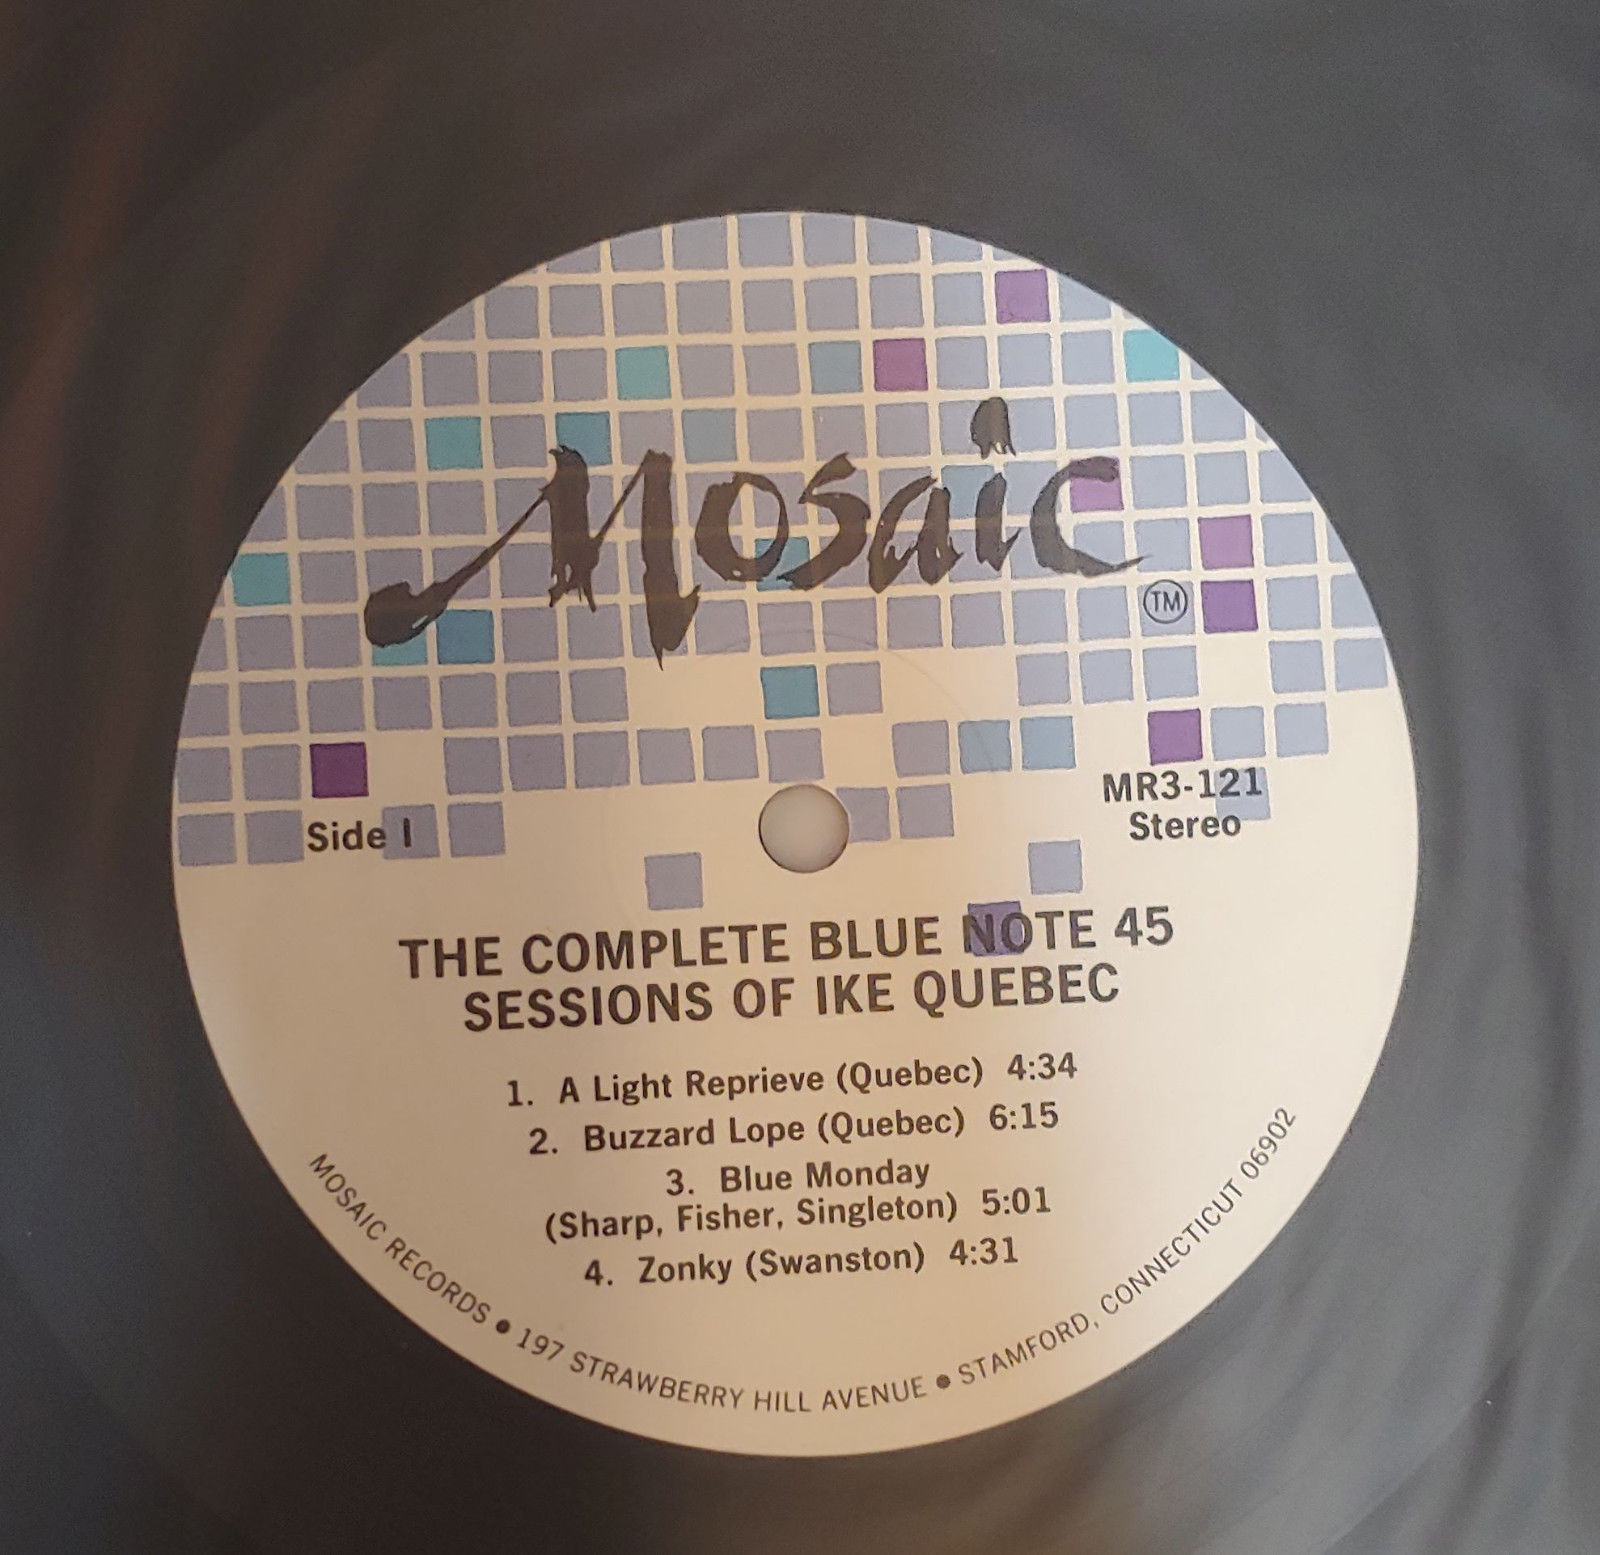 Mosaic
TM
MR3-121
Side 1
Stereo
THE COMPLETE BLUE NOTE 45
SESSIONS OF IKE QUEBEC
1. A Light Reprieve (Quebec) 4:34
2. Buzzard Lope (Quebec) 6:15
3. Blue Monday
(Sharp, Fisher, Singleton) 5:01
4. Zonky (Swanston) 4:31
MOSAIC RECORDS • 197 STRAWBERRY HILL AVENUE • STAMFORD, CONNECTICUT 06902